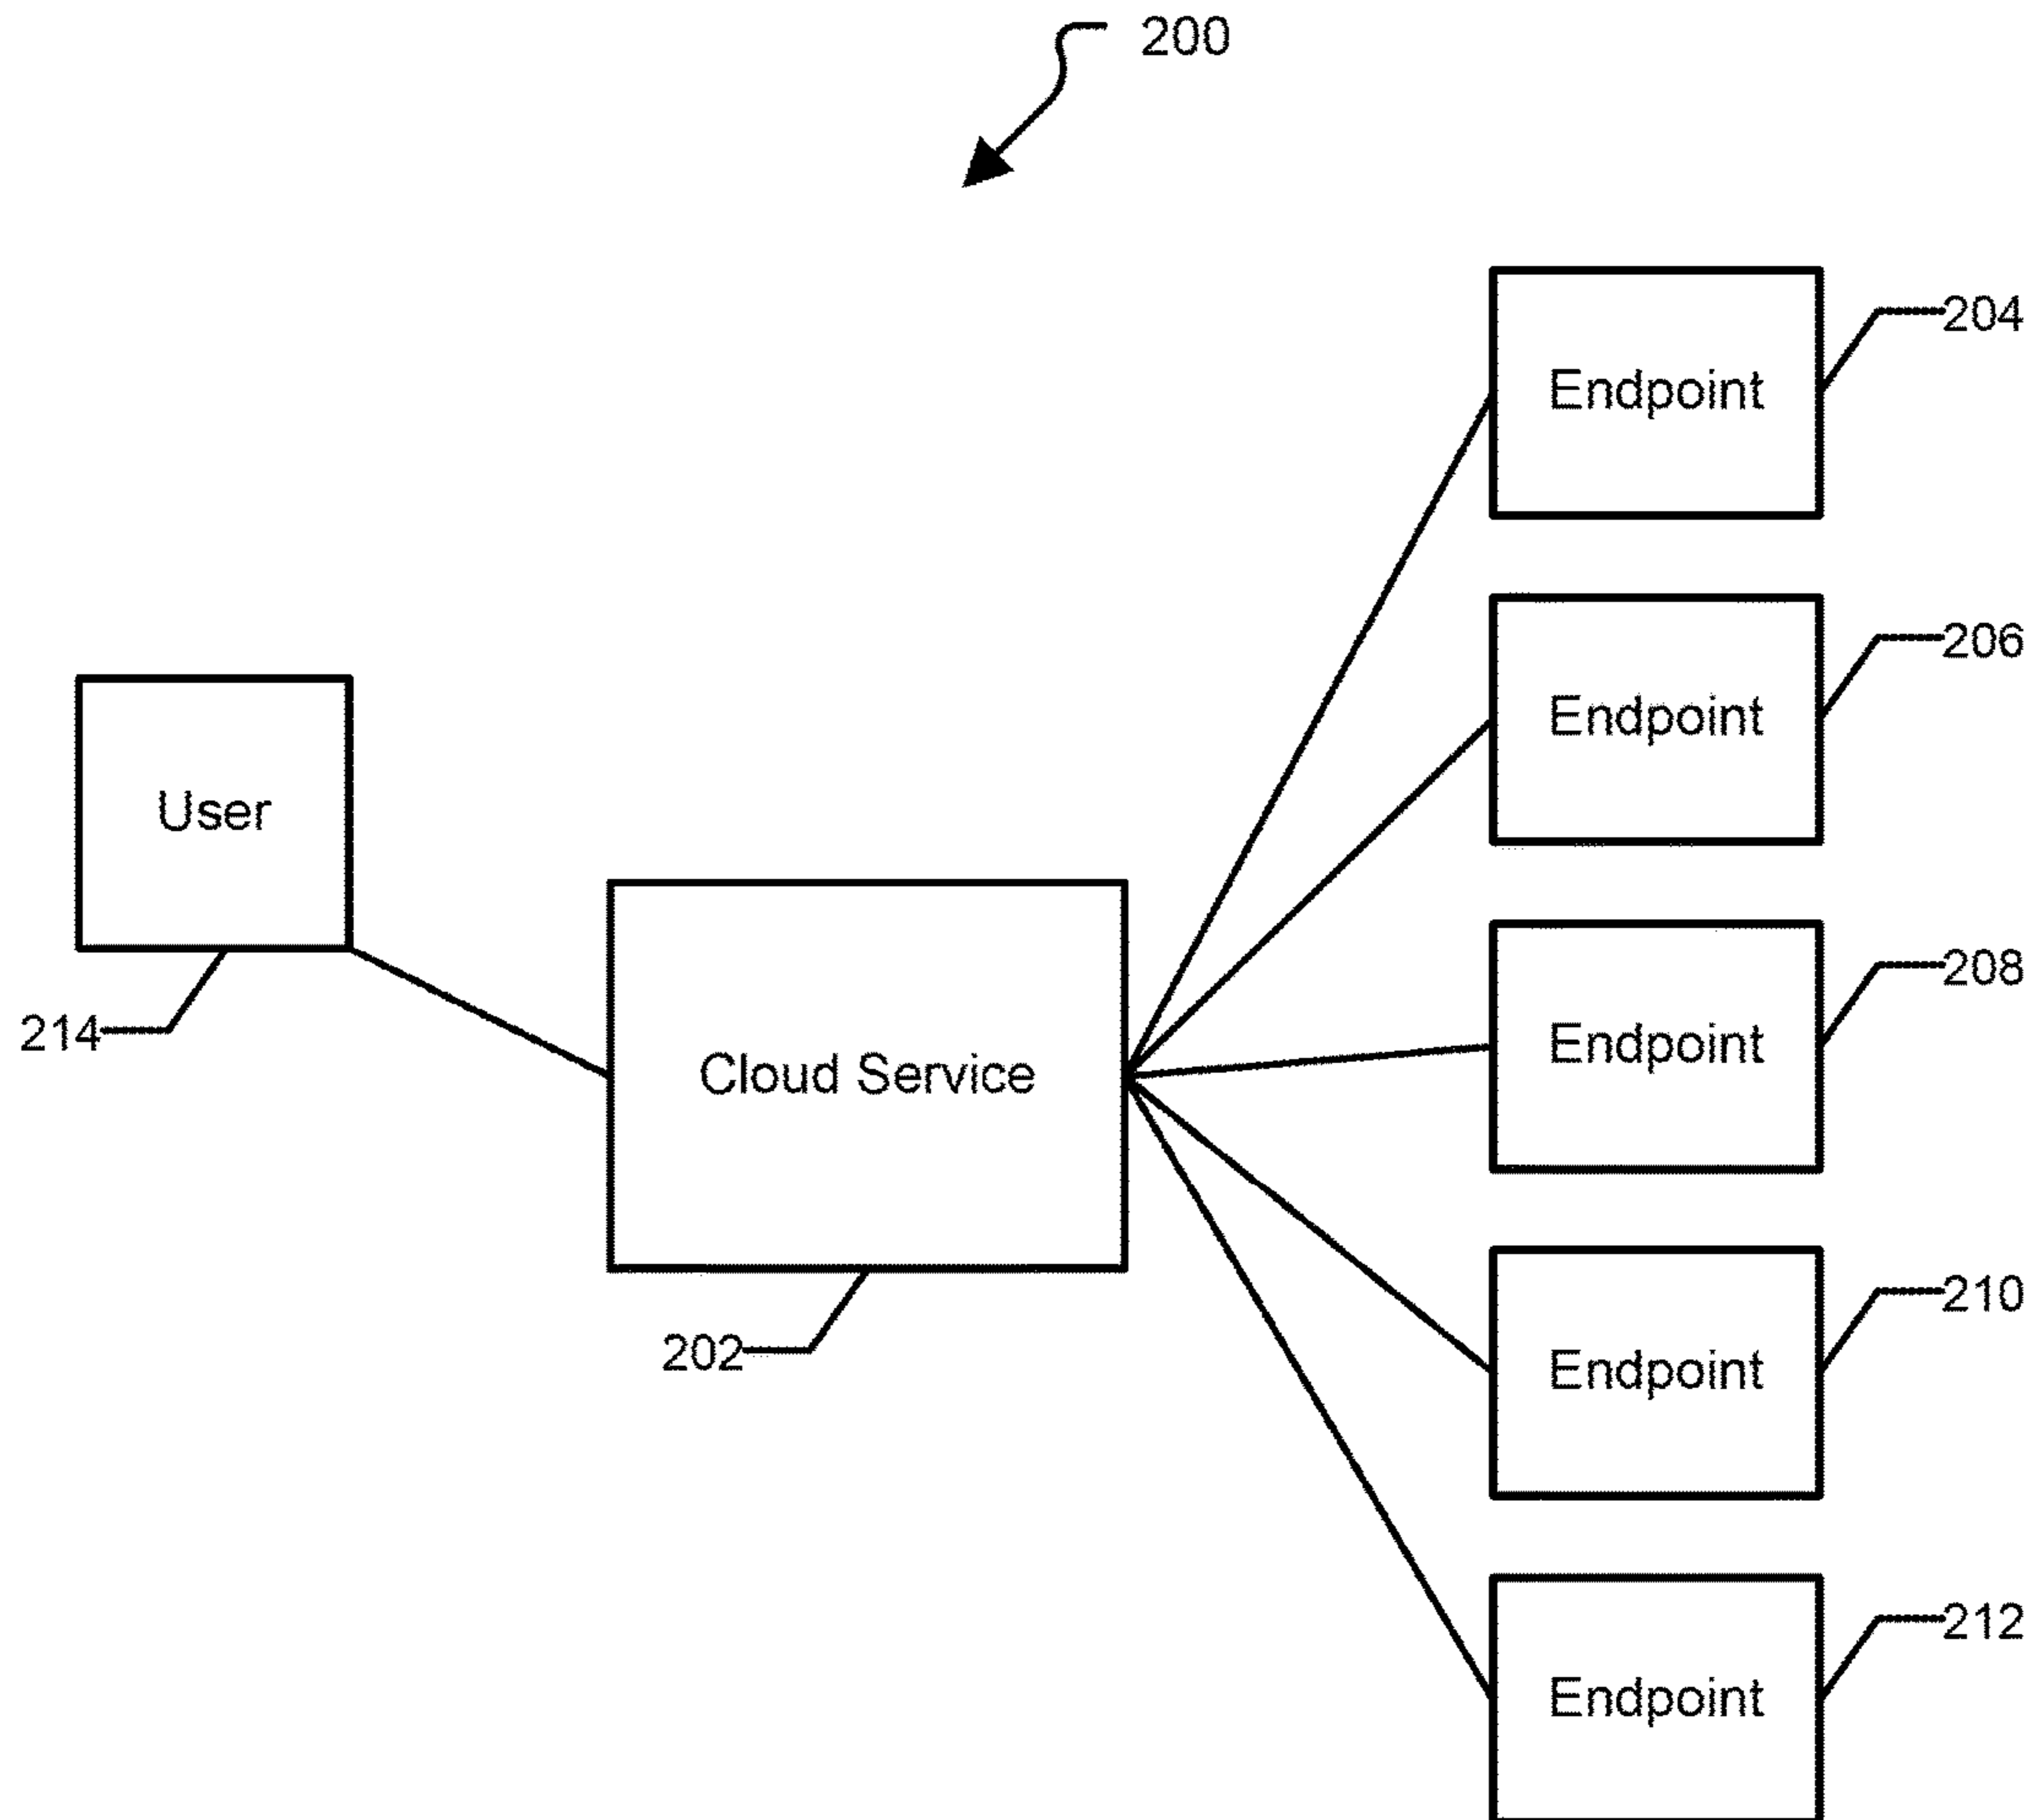 200
Endpoint
204
Endpoint
206
User
214
Cloud Service
202
Endpoint
208
Endpoint
210
Endpoint
212